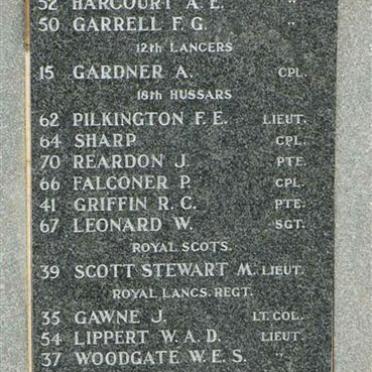 52 HARCOURT A. E. "
50 GARRELL F. G. "
12th LANCERS
15 GARDNER A. CPL.
18th HUSSARS
62 PILKINGTON F. E. LIEUT.
64 SHARP CPL.
70 REARDON J. PTE.
66 FALCONER P. CPL.
41 GRIFFIN R. C. PTE.
67 LEONARD W. SGT.
ROYAL SCOTS.
39 SCOTT STEWART M. LIEUT.
ROYAL LANCS. REGT.
35 GAWNE J. LT. COL.
54 LIPPERT W. A. D. LIEUT.
37 WOODGATE W. E. S. "